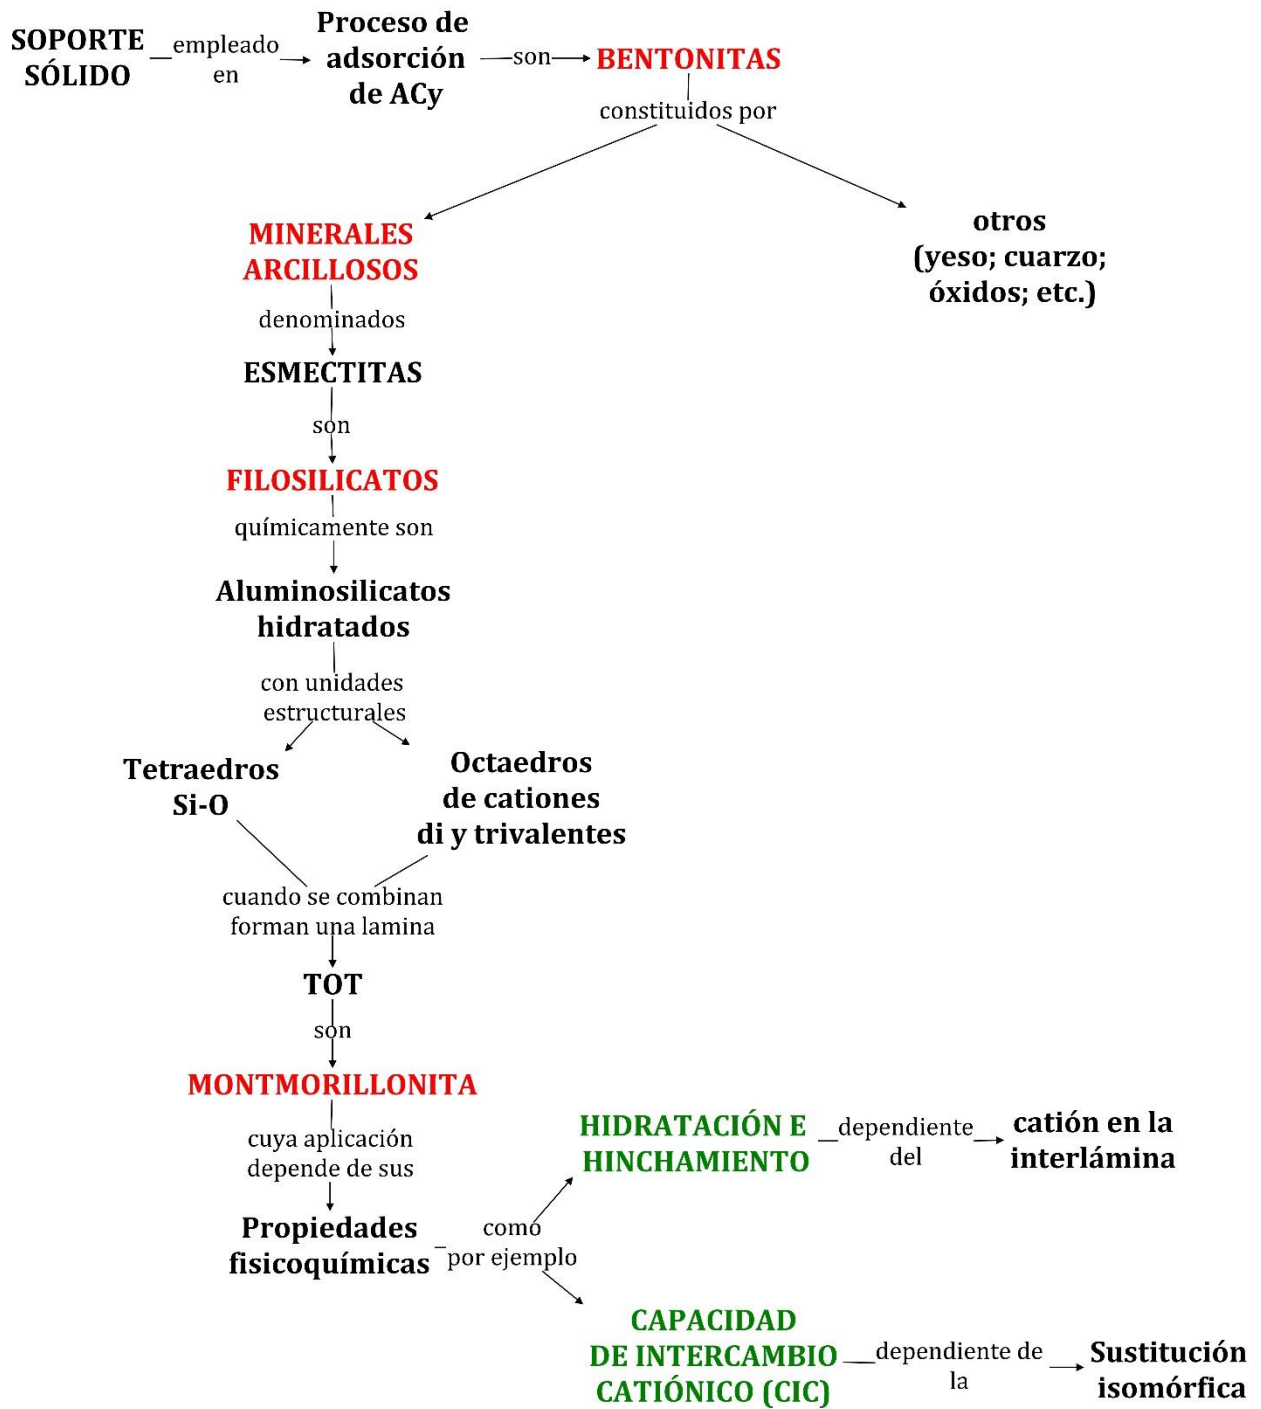 SOPORTE
SÓLIDO
empleado
en
Proceso de
adsorción
de ACy
son
BENTONITAS
constituidos por
MINERALES
ARCILLOSOS
otros
(yeso; cuarzo;
óxidos; etc.)
denominados
ESMECTITAS
son
FILOSILICATOS
químicamente son
Aluminosilicatos
hidratados
con unidades
estructurales
Tetraedros
Si-O
Octaedros
de cationes
di y trivalentes
cuando se combinan
forman una lamina
TOT
son
MONTMORILLONITA
cuya aplicación
depende de sus
Propiedades
fisicoquímicas
como
por ejemplo
HIDRATACIÓN E
HINCHAMIENTO
dependiente
del
catión en la
interlámina
CAPACIDAD
DE INTERCAMBIO
CATIÓNICO (CIC)
dependiente de
la
Sustitución
isomórfica